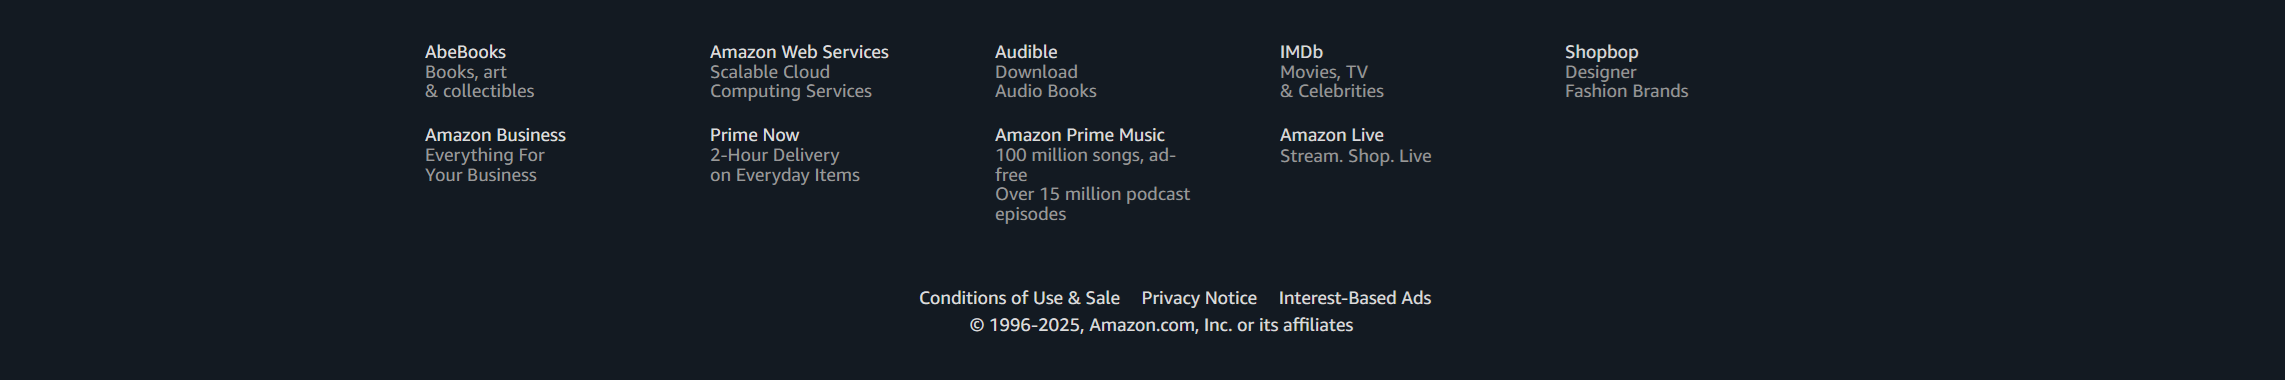 AbeBooks
Books, art
& collectibles
Amazon Web Services
Scalable Cloud
Computing Services
Audible
Download
Audio Books
IMDb
Movies, TV
& Celebrities
Shopbop
Designer
Fashion Brands
Amazon Business
Everything For
Your Business
Prime Now
2-Hour Delivery
on Everyday Items
Amazon Prime Music
100 million songs, ad-
free
Over 15 million podcast
episodes
Amazon Live
Stream. Shop. Live
Conditions of Use & Sale Privacy Notice Interest-Based Ads
© 1996-2025, Amazon.com, Inc. or its affiliates